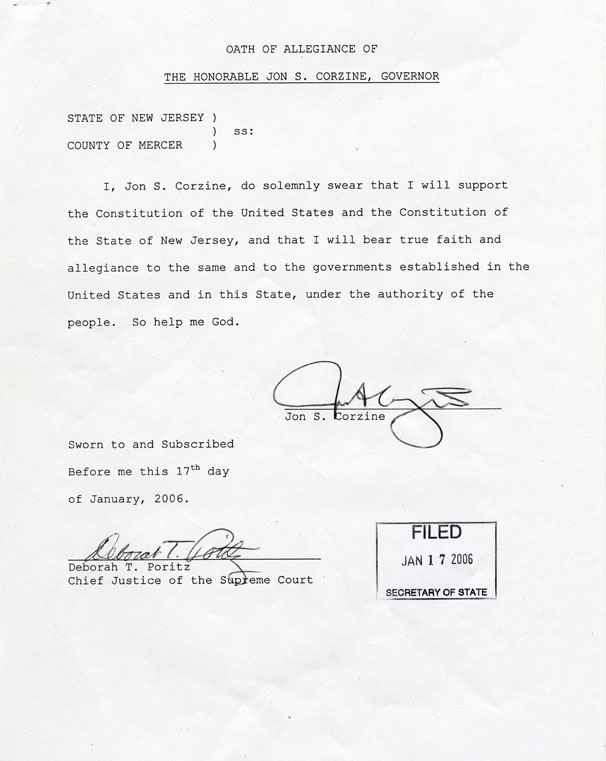 OATH OF ALLEGIANCE OF
THE HONORABLE JON S. CORZINE, GOVERNOR
STATE OF NEW JERSEY )
) ss:
COUNTY OF MERCER )
I, Jon S. Corzine, do solemnly swear that I will support
the Constitution of the United States and the Constitution of
the State of New Jersey, and that I will bear true faith and
allegiance to the same and to the governments established in the
United States and in this State, under the authority of the
people. So help me God.
Jon S. Corzine
Sworn to and Subscribed
Before me this 17th day
of January, 2006.
Deborah T. Poritz
Deborah T. Poritz
Chief Justice of the Supreme Court
FILED
JAN 17 2006
SECRETARY OF STATE